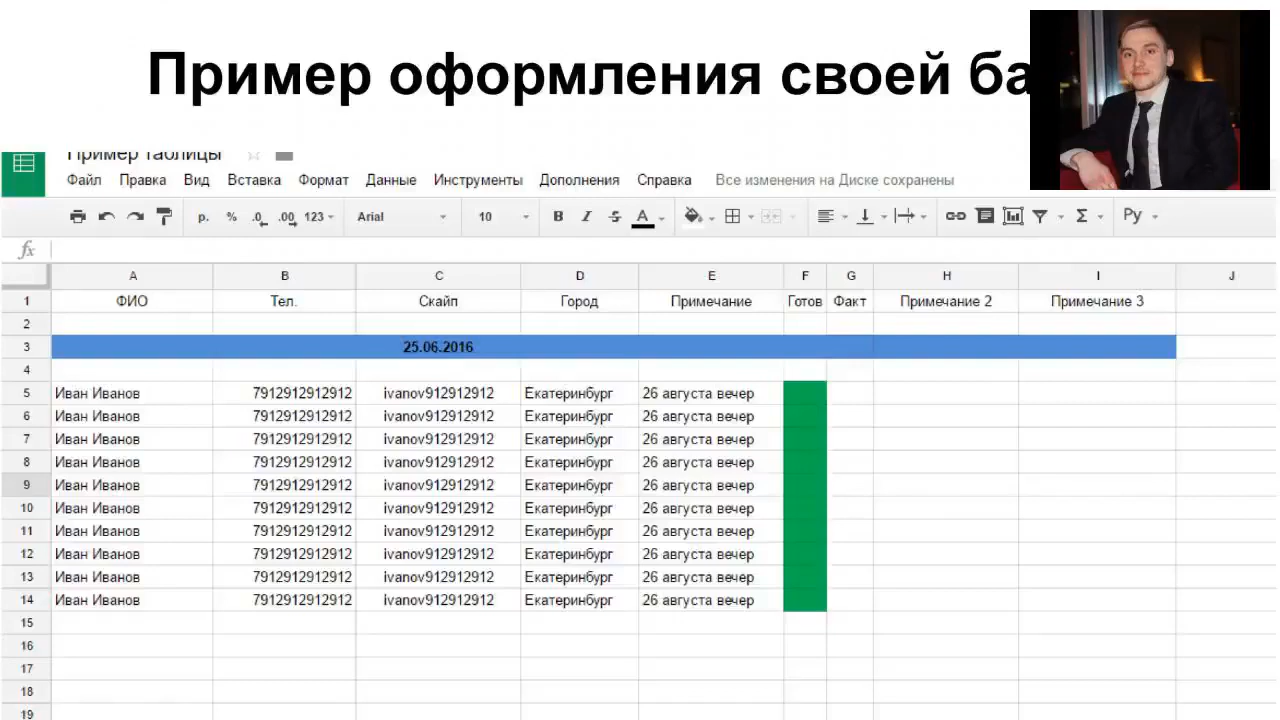 Пример оформления своей ба
Пример таблицы
Файл Правка Вид Вставка Формат Данные Инструменты Дополнения Справка Все изменения на Диске сохранены
р. % .0 .00 123 Arial 10 B I S A Σ Ру
fx
A B C D E F G H I J
1 ФИО Тел. Скайп Город Примечание Готов Факт Примечание 2 Примечание 3
2
3 25.06.2016
4
5 Иван Иванов 7912912912912 ivanov912912912 Екатеринбург 26 августа вечер
6 Иван Иванов 7912912912912 ivanov912912912 Екатеринбург 26 августа вечер
7 Иван Иванов 7912912912912 ivanov912912912 Екатеринбург 26 августа вечер
8 Иван Иванов 7912912912912 ivanov912912912 Екатеринбург 26 августа вечер
9 Иван Иванов 7912912912912 ivanov912912912 Екатеринбург 26 августа вечер
10 Иван Иванов 7912912912912 ivanov912912912 Екатеринбург 26 августа вечер
11 Иван Иванов 7912912912912 ivanov912912912 Екатеринбург 26 августа вечер
12 Иван Иванов 7912912912912 ivanov912912912 Екатеринбург 26 августа вечер
13 Иван Иванов 7912912912912 ivanov912912912 Екатеринбург 26 августа вечер
14 Иван Иванов 7912912912912 ivanov912912912 Екатеринбург 26 августа вечер
15
16
17
18
19